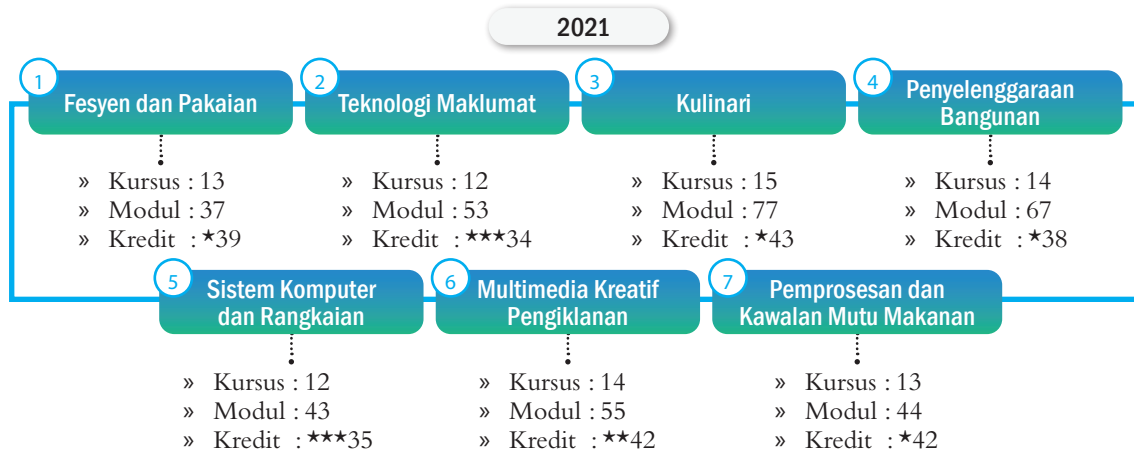 2021
1
Fesyen dan Pakaian
» Kursus : 13
» Modul : 37
» Kredit : ★39
2
Teknologi Maklumat
» Kursus : 12
» Modul : 53
» Kredit : ★★★34
3
Kulinari
» Kursus : 15
» Modul : 77
» Kredit : ★43
4
Penyelenggaraan
Bangunan
» Kursus : 14
» Modul : 67
» Kredit : ★38
5
Sistem Komputer
dan Rangkaian
» Kursus : 12
» Modul : 43
» Kredit : ★★★35
6
Multimedia Kreatif
Pengiklanan
» Kursus : 14
» Modul : 55
» Kredit : ★★42
7
Pemprosesan dan
Kawalan Mutu Makanan
» Kursus : 13
» Modul : 44
» Kredit : ★42